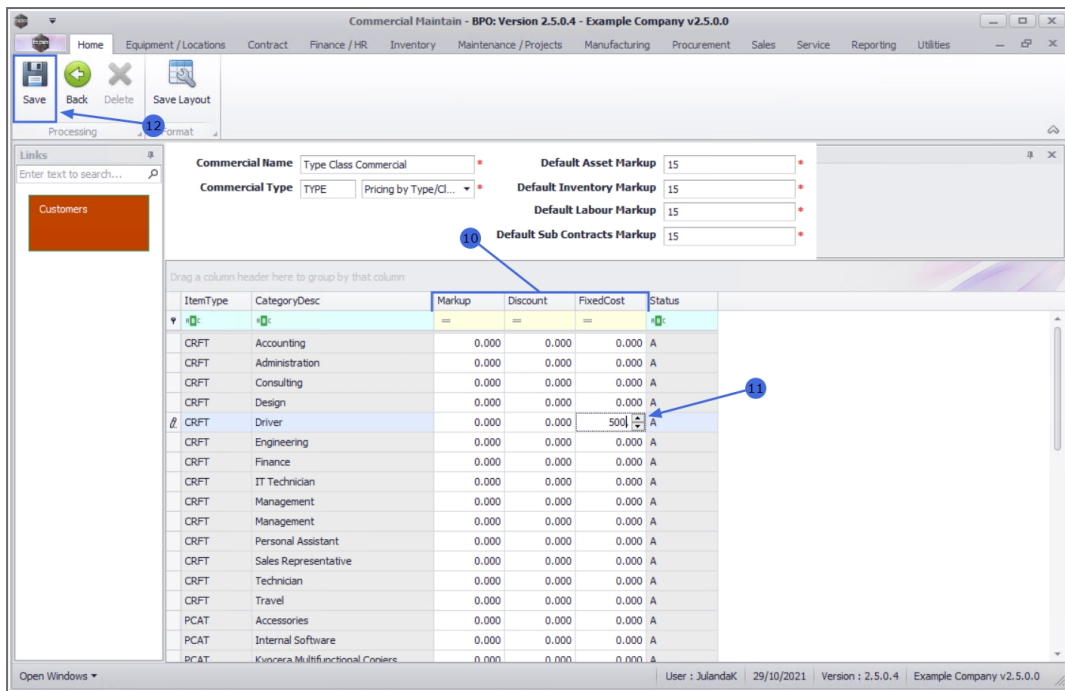 Commercial Maintain - BPO: Version 2.5.0.4 - Example Company v2.5.0.0
Home Equipment / Locations Contract Finance / HR Inventory Maintenance / Projects Manufacturing Procurement Sales Service Reporting Utilities
Save Back Delete Save Layout
12
Processing Format
Links
Enter text to search...
Customers
Commercial Name Type Class Commercial * Default Asset Markup 15 *
Commercial Type TYPE Pricing by Type/Cl... * Default Inventory Markup 15 *
Default Labour Markup 15 *
10 Default Sub Contracts Markup 15 *
Drag a column header here to group by that column
ItemType CategoryDesc Markup Discount FixedCost Status
= = =
CRFT Accounting 0.000 0.000 0.000 A
CRFT Administration 0.000 0.000 0.000 A
CRFT Consulting 0.000 0.000 0.000 A
11
CRFT Design 0.000 0.000 0.000 A
CRFT Driver 0.000 0.000 500 A
CRFT Engineering 0.000 0.000 0.000 A
CRFT Finance 0.000 0.000 0.000 A
CRFT IT Technician 0.000 0.000 0.000 A
CRFT Management 0.000 0.000 0.000 A
CRFT Management 0.000 0.000 0.000 A
CRFT Personal Assistant 0.000 0.000 0.000 A
CRFT Sales Representative 0.000 0.000 0.000 A
CRFT Technician 0.000 0.000 0.000 A
CRFT Travel 0.000 0.000 0.000 A
PCAT Accessories 0.000 0.000 0.000 A
PCAT Internal Software 0.000 0.000 0.000 A
PCAT Kyocera Multifunctional Copiers 0.000 0.000 0.000 A
Open Windows User : JulandaK 29/10/2021 Version : 2.5.0.4 Example Company v2.5.0.0